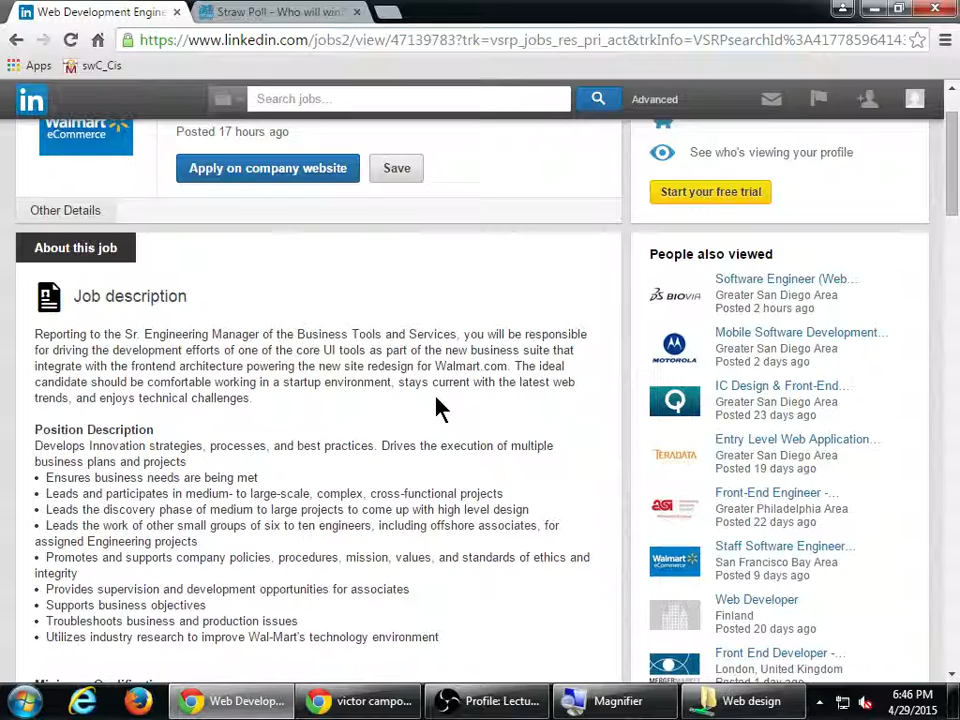 Web Development Engine
Straw Poll - Who will win?
https://www.linkedin.com/jobs2/view/47139783?trk=vsrp_jobs_res_pri_act&trkInfo=VSRPsearchId%3A4177859641
Apps
swC_Cis
in
Search jobs...
Advanced
Walmart
eCommerce
Posted 17 hours ago
Apply on company website
Save
See who's viewing your profile
Start your free trial
Other Details
About this job
Job description
Reporting to the Sr. Engineering Manager of the Business Tools and Services, you will be responsible
for driving the development efforts of one of the core UI tools as part of the new business suite that
integrate with the frontend architecture powering the new site redesign for Walmart.com. The ideal
candidate should be comfortable working in a startup environment, stays current with the latest web
trends, and enjoys technical challenges.
Position Description
Develops Innovation strategies, processes, and best practices. Drives the execution of multiple
business plans and projects
• Ensures business needs are being met
• Leads and participates in medium- to large-scale, complex, cross-functional projects
• Leads the discovery phase of medium to large projects to come up with high level design
• Leads the work of other small groups of six to ten engineers, including offshore associates, for
assigned Engineering projects
• Promotes and supports company policies, procedures, mission, values, and standards of ethics and
integrity
• Provides supervision and development opportunities for associates
• Supports business objectives
• Troubleshoots business and production issues
• Utilizes industry research to improve Wal-Mart's technology environment
People also viewed
BIOVIA
Software Engineer (Web...
Greater San Diego Area
Posted 2 hours ago
MOTOROLA
Mobile Software Development...
Greater San Diego Area
Posted 2 days ago
IC Design & Front-End...
Greater San Diego Area
Posted 23 days ago
TERADATA
Entry Level Web Application...
Greater San Diego Area
Posted 19 days ago
Front-End Engineer -...
Greater Philadelphia Area
Posted 22 days ago
Walmart
eCommerce
Staff Software Engineer...
San Francisco Bay Area
Posted 9 days ago
Web Developer
Finland
Posted 20 days ago
Front End Developer -...
London, United Kingdom
Posted 1 day ago
Web Develop...
victor campo...
Profile: Lectu...
Magnifier
Web design
6:46 PM
4/29/2015